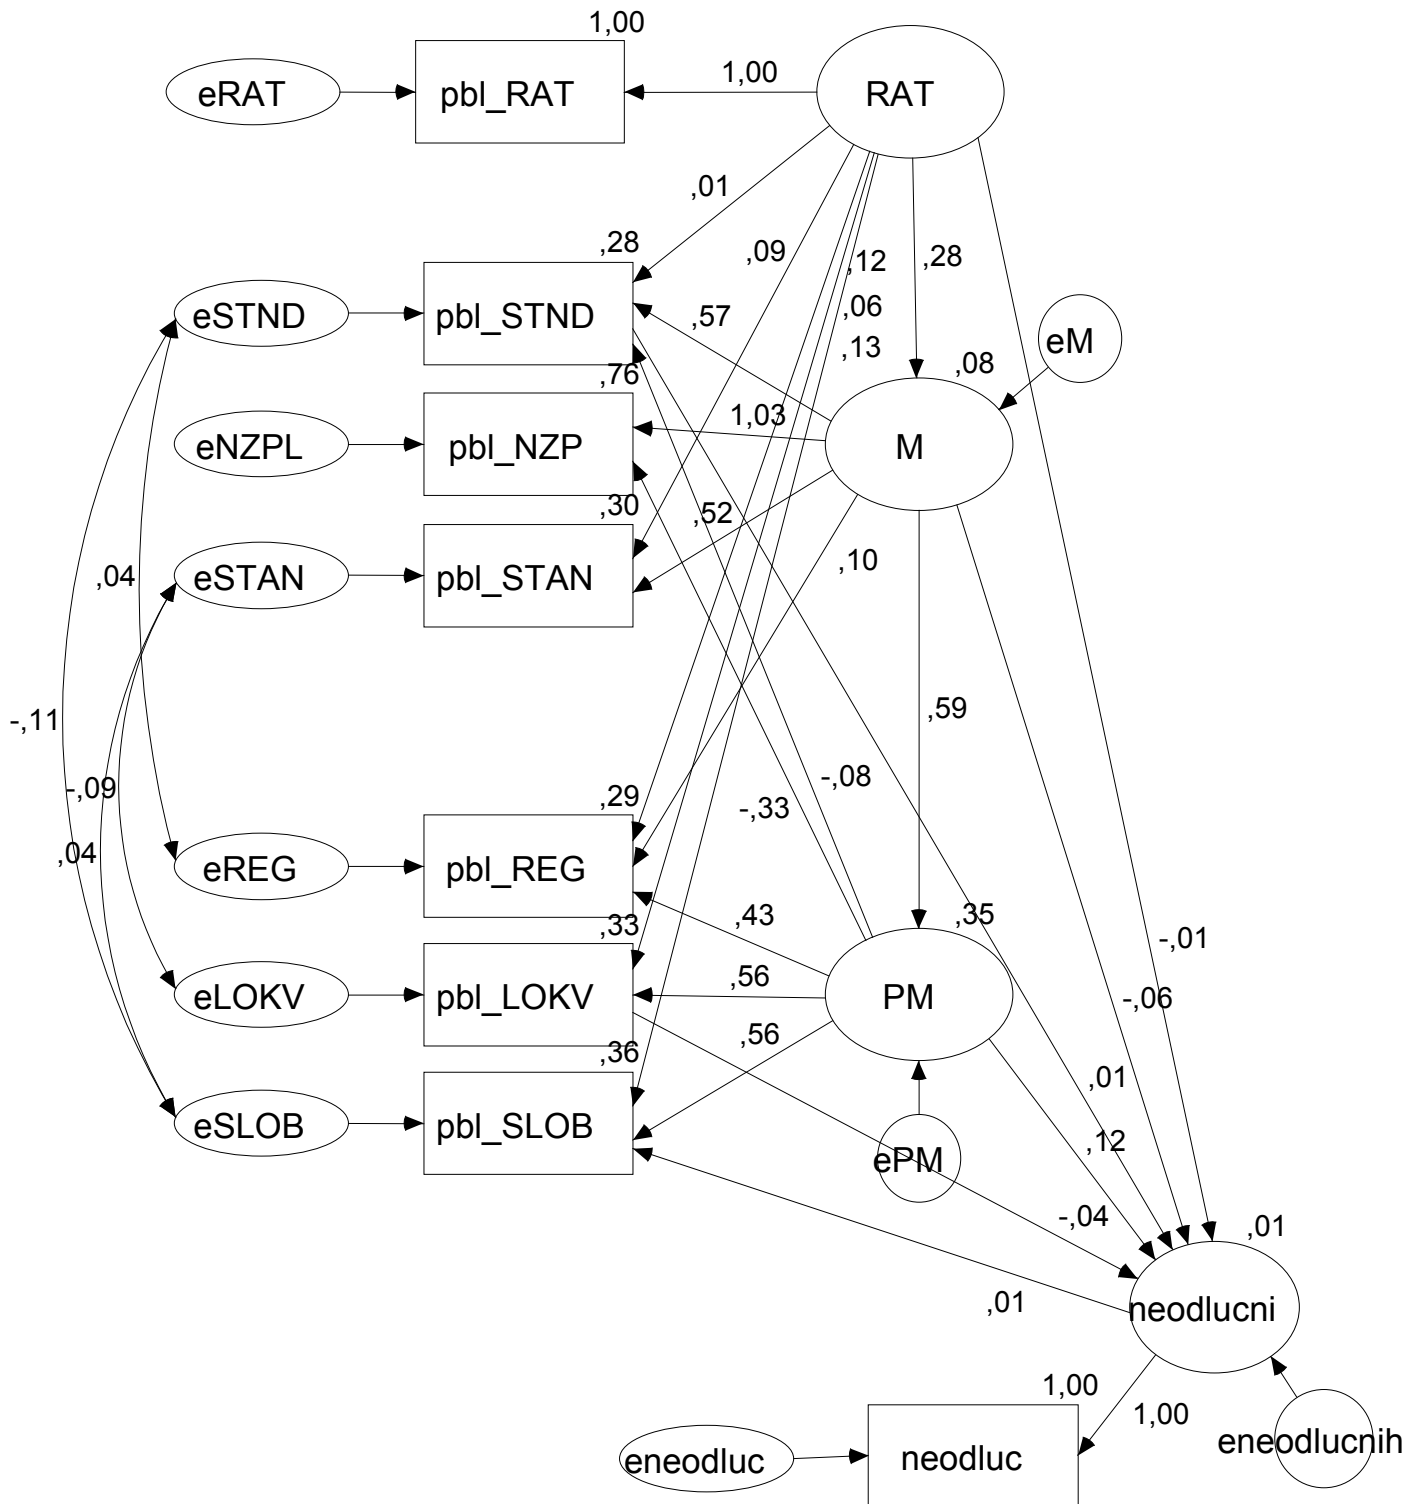 1,00
eRAT
pbl_RAT
1,00
RAT
,01
,28
,09
,12
,28
eSTND
pbl_STND
,57
,06
,13
eM
,76
,08
1,03
eNZPL
pbl_NZP
M
,30
,52
,10
,04
eSTAN
pbl_STAN
-,11
,59
-,09
,29
-,33
-,08
,04
eREG
pbl_REG
,33
,43
,35
-,01
eLOKV
pbl_LOKV
,56
PM
-,06
,36
,56
,01
eSLOB
pbl_SLOB
ePM
,12
-,04
,01
,01
neodlucni
1,00
1,00
eneodluc
neodluc
eneodlucnih